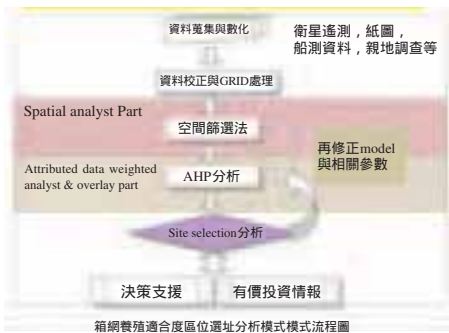 資料蒐集與數化
衛星遙測，紙圖，
船測資料，親地調查等
資料校正與GRID處理
Spatial analyst Part
空間篩選法
再修正model
與相關參數
Attributed data weighted
analyst & overlay part
AHP分析
Site selection分析
決策支援
有價投資情報
箱網養殖適合度區位選址分析模式模式流程圖